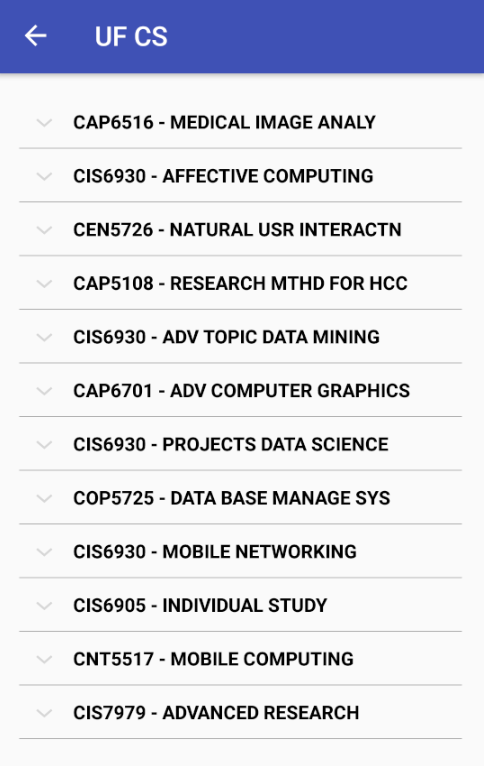 UF CS
CAP6516 - MEDICAL IMAGE ANALY
CIS6930 - AFFECTIVE COMPUTING
CEN5726 - NATURAL USR INTERACTN
CAP5108 - RESEARCH MTHD FOR HCC
CIS6930 - ADV TOPIC DATA MINING
CAP6701 - ADV COMPUTER GRAPHICS
CIS6930 - PROJECTS DATA SCIENCE
COP5725 - DATA BASE MANAGE SYS
CIS6930 - MOBILE NETWORKING
CIS6905 - INDIVIDUAL STUDY
CNT5517 - MOBILE COMPUTING
CIS7979 - ADVANCED RESEARCH